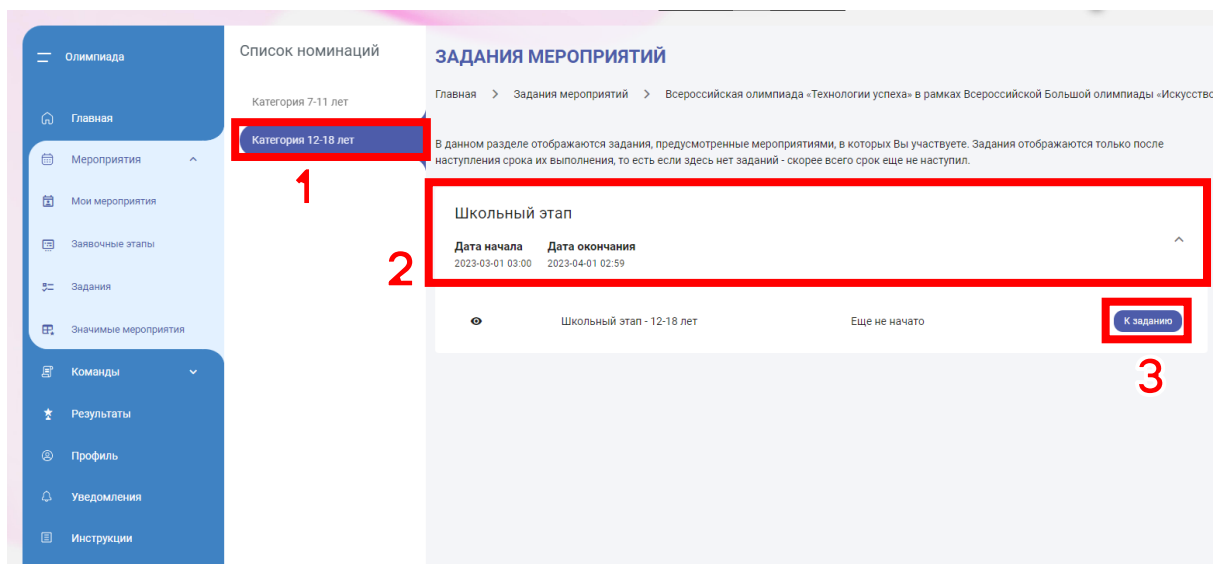 Олимпиада
Главная
Мероприятия
Мои мероприятия
Заявочные этапы
Задания
Значимые мероприятия
Команды
Результаты
Профиль
Уведомления
Инструкции
Список номинаций
Категория 7-11 лет
Категория 12-18 лет
1
ЗАДАНИЯ МЕРОПРИЯТИЙ
Главная > Задания мероприятий > Всероссийская олимпиада «Технологии успеха» в рамках Всероссийской Большой олимпиады «Искусство
В данном разделе отображаются задания, предусмотренные мероприятиями, в которых Вы участвуете. Задания отображаются только после
наступления срока их выполнения, то есть если здесь нет заданий - скорее всего срок еще не наступил.
2
Школьный этап
Дата начала Дата окончания
2023-03-01 03:00 2023-04-01 02:59
Школьный этап - 12-18 лет Еще не начато К заданию
3